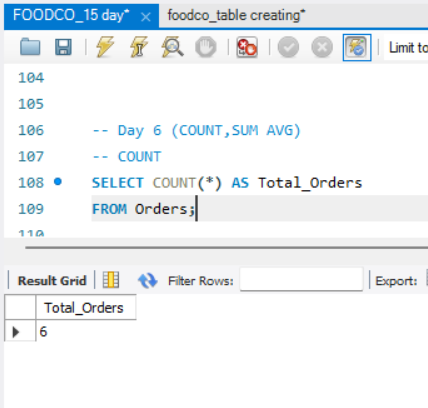 FOODCO_15 day* × foodco_table creating*
Limit to
104
105
106 -- Day 6 (COUNT,SUM AVG)
107 -- COUNT
108 SELECT COUNT(*) AS Total_Orders
109 FROM Orders;
110
Result Grid Filter Rows: Export:
Total_Orders
6